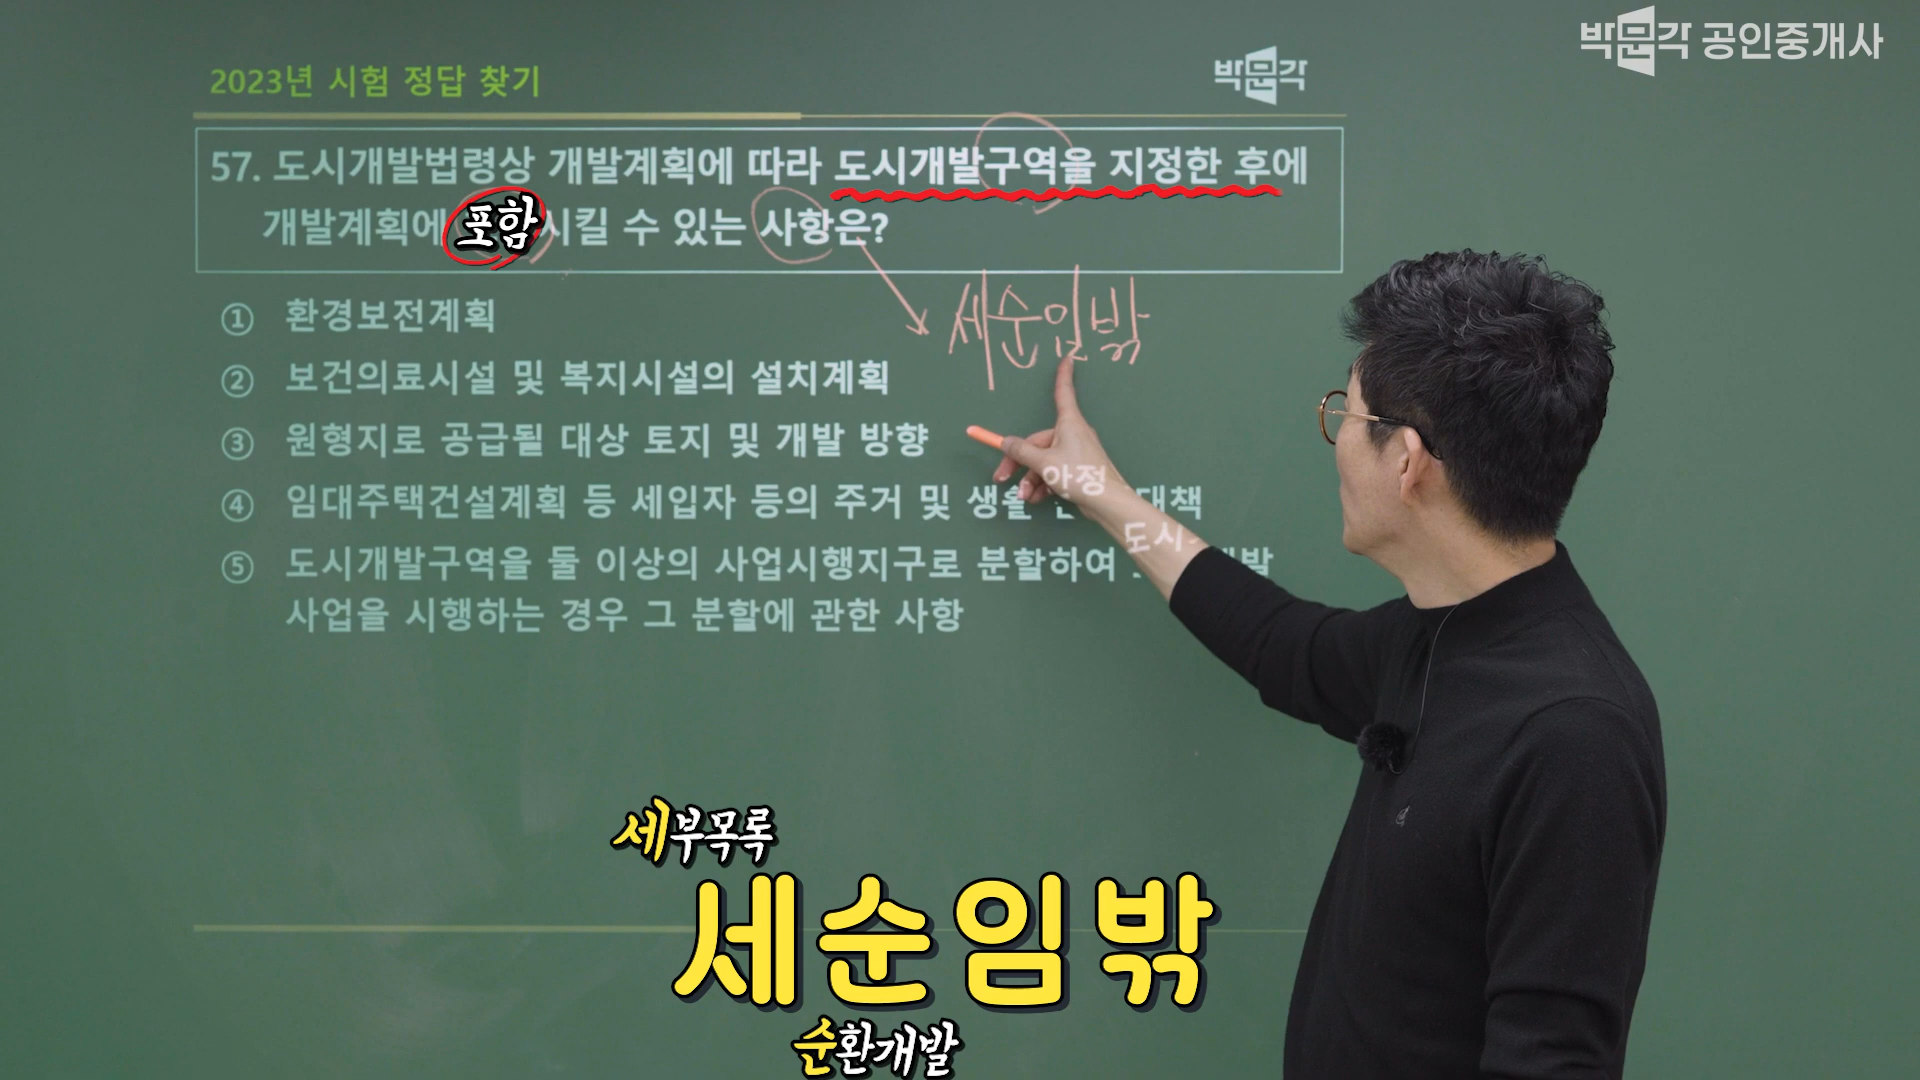 박문각 공인중개사
2023년 시험 정답 찾기
박문각
57. 도시개발법령상 개발계획에 따라 도시개발구역을 지정한 후에
개발계획에 포함시킬 수 있는 사항은?
세순임밖
① 환경보전계획
② 보건의료시설 및 복지시설의 설치계획
③ 원형지로 공급될 대상 토지 및 개발 방향
④ 임대주택건설계획 등 세입자 등의 주거 및 생활 안정 대책
⑤ 도시개발구역을 둘 이상의 사업시행지구로 분할하여 도시개발
사업을 시행하는 경우 그 분할에 관한 사항
세부목록
세순임밖
순환개발